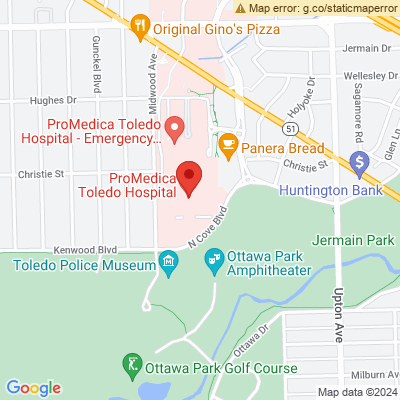 Map error: g.co/staticmaperror
Original Gino's Pizza
Gunckel Blvd
Midwood Ave
Jermain Dr
Wellesley Dr
Hughes Dr
Holyoke Dr
Sagamore Rd
Glen Ln
ProMedica Toledo
Hospital - Emergency...
51
Panera Bread
Christie St
Christie St
ProMedica
Toledo Hospital
Huntington Bank
N Cove Blvd
Jermain Park
Kenwood Blvd
Toledo Police Museum
Ottawa Park
Amphitheater
Upton Ave
Ottawa Dr
Ottawa Park Golf Course
Milburn Av
Google
Map data ©2024